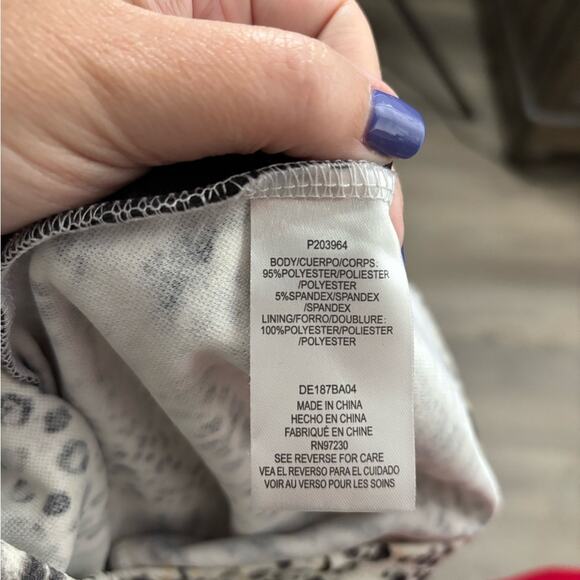 P203964
BODY/CUERPO/CORPS:
95%POLYESTER/POLIESTER
/POLYESTER
5%SPANDEX/SPANDEX
/SPANDEX
LINING/FORRO/DOUBLURE:
100%POLYESTER/POLIESTER
/POLYESTER
DE187BA04
MADE IN CHINA
HECHO EN CHINA
FABRIQUÉ EN CHINE
RN97230
SEE REVERSE FOR CARE
VEA EL REVERSO PARA EL CUIDADO
VOIR AU VERSO POUR LES SOINS